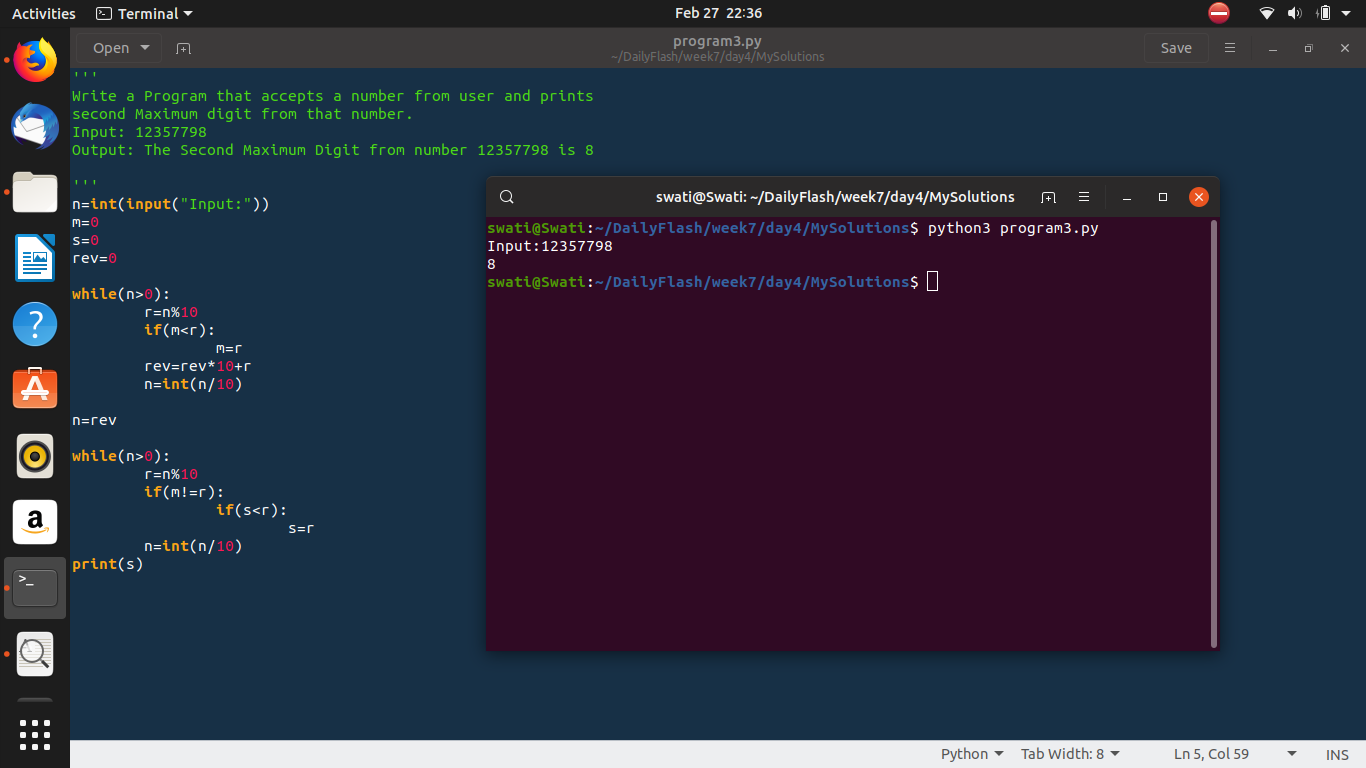 Activities Terminal Feb 27 22:36
Open program3.py Save
~/DailyFlash/week7/day4/MySolutions
'''
Write a Program that accepts a number from user and prints
second Maximum digit from that number.
Input: 12357798
Output: The Second Maximum Digit from number 12357798 is 8
'''
n=int(input("Input:"))
m=0
s=0
rev=0
while(n>0):
r=n%10
if(m<r):
m=r
rev=rev*10+r
n=int(n/10)
n=rev
while(n>0):
r=n%10
if(m!=r):
if(s<r):
s=r
n=int(n/10)
print(s)
swati@Swati: ~/DailyFlash/week7/day4/MySolutions
swati@Swati:~/DailyFlash/week7/day4/MySolutions$ python3 program3.py
Input:12357798
8
swati@Swati:~/DailyFlash/week7/day4/MySolutions$
Python Tab Width: 8 Ln 5, Col 59 INS